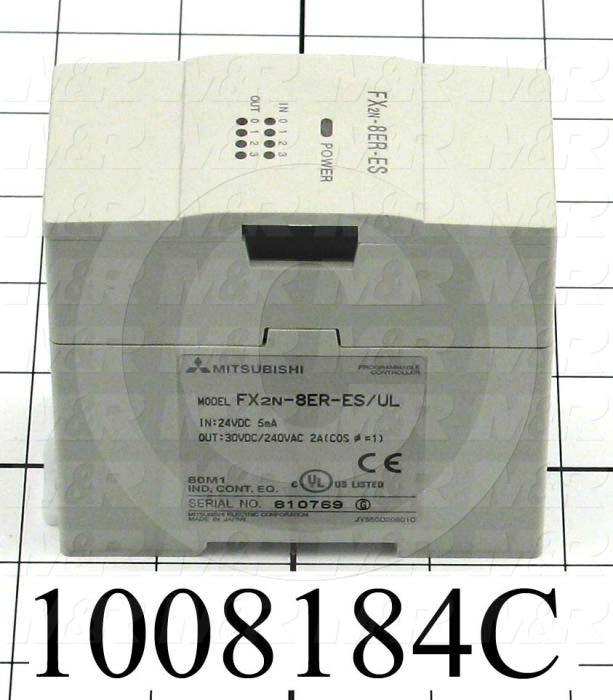 FX2N-8ER-ES
POWER
IN 0 1 2 3
OUT 0 1 2 3
MITSUBISHI
PROGRAMMABLE
CONTROLLER
MODEL FX2N-8ER-ES/UL
IN:24VDC 5mA
OUT:30VDC/240VAC 2A(COS ø =1)
CE
80M1
IND. CONT. EQ.
C UL US LISTED
SERIAL NO. 810769 G
MITSUBISHI ELECTRIC CORPORATION
MADE IN JAPAN
M&R
1008184C